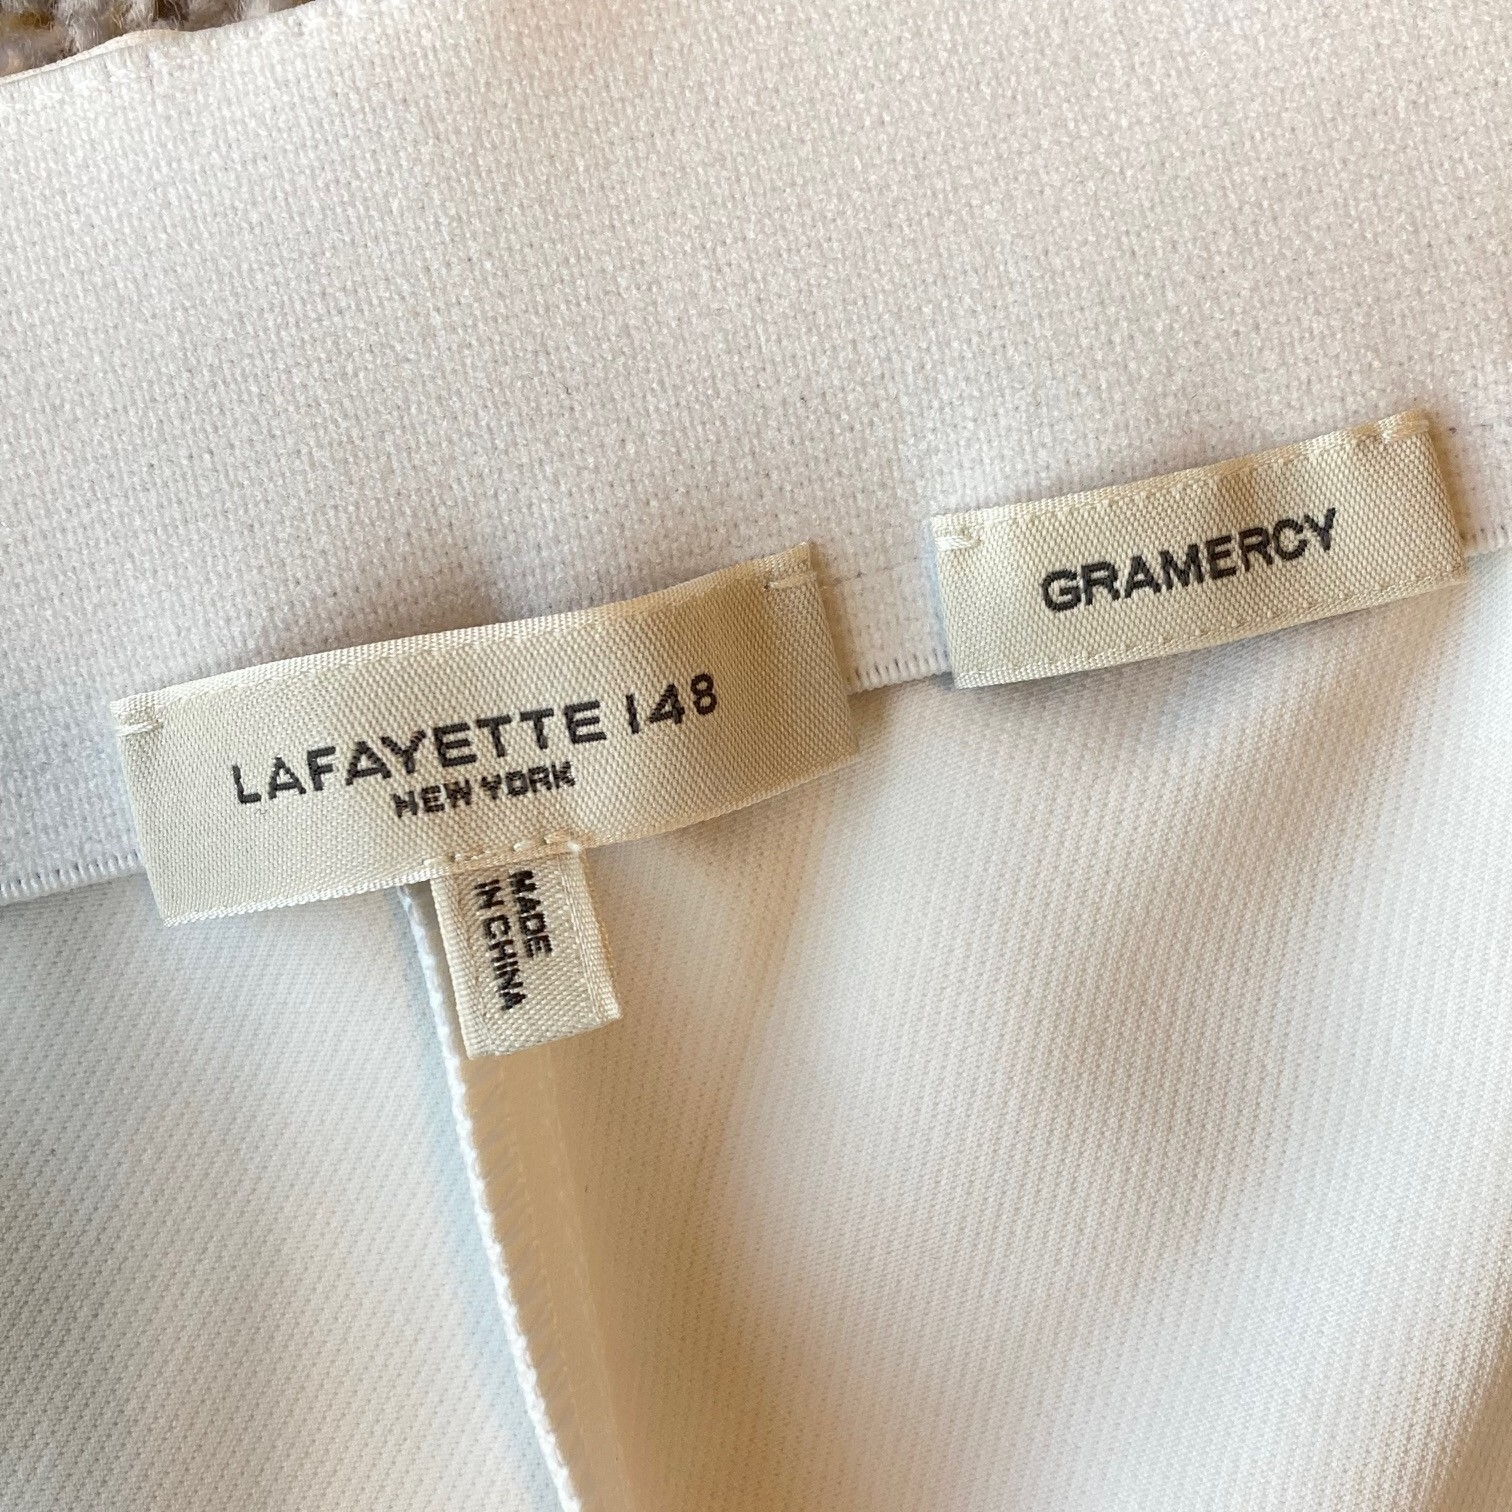 LAFAYETTE 148
NEW YORK
MADE
IN CHINA
GRAMERCY